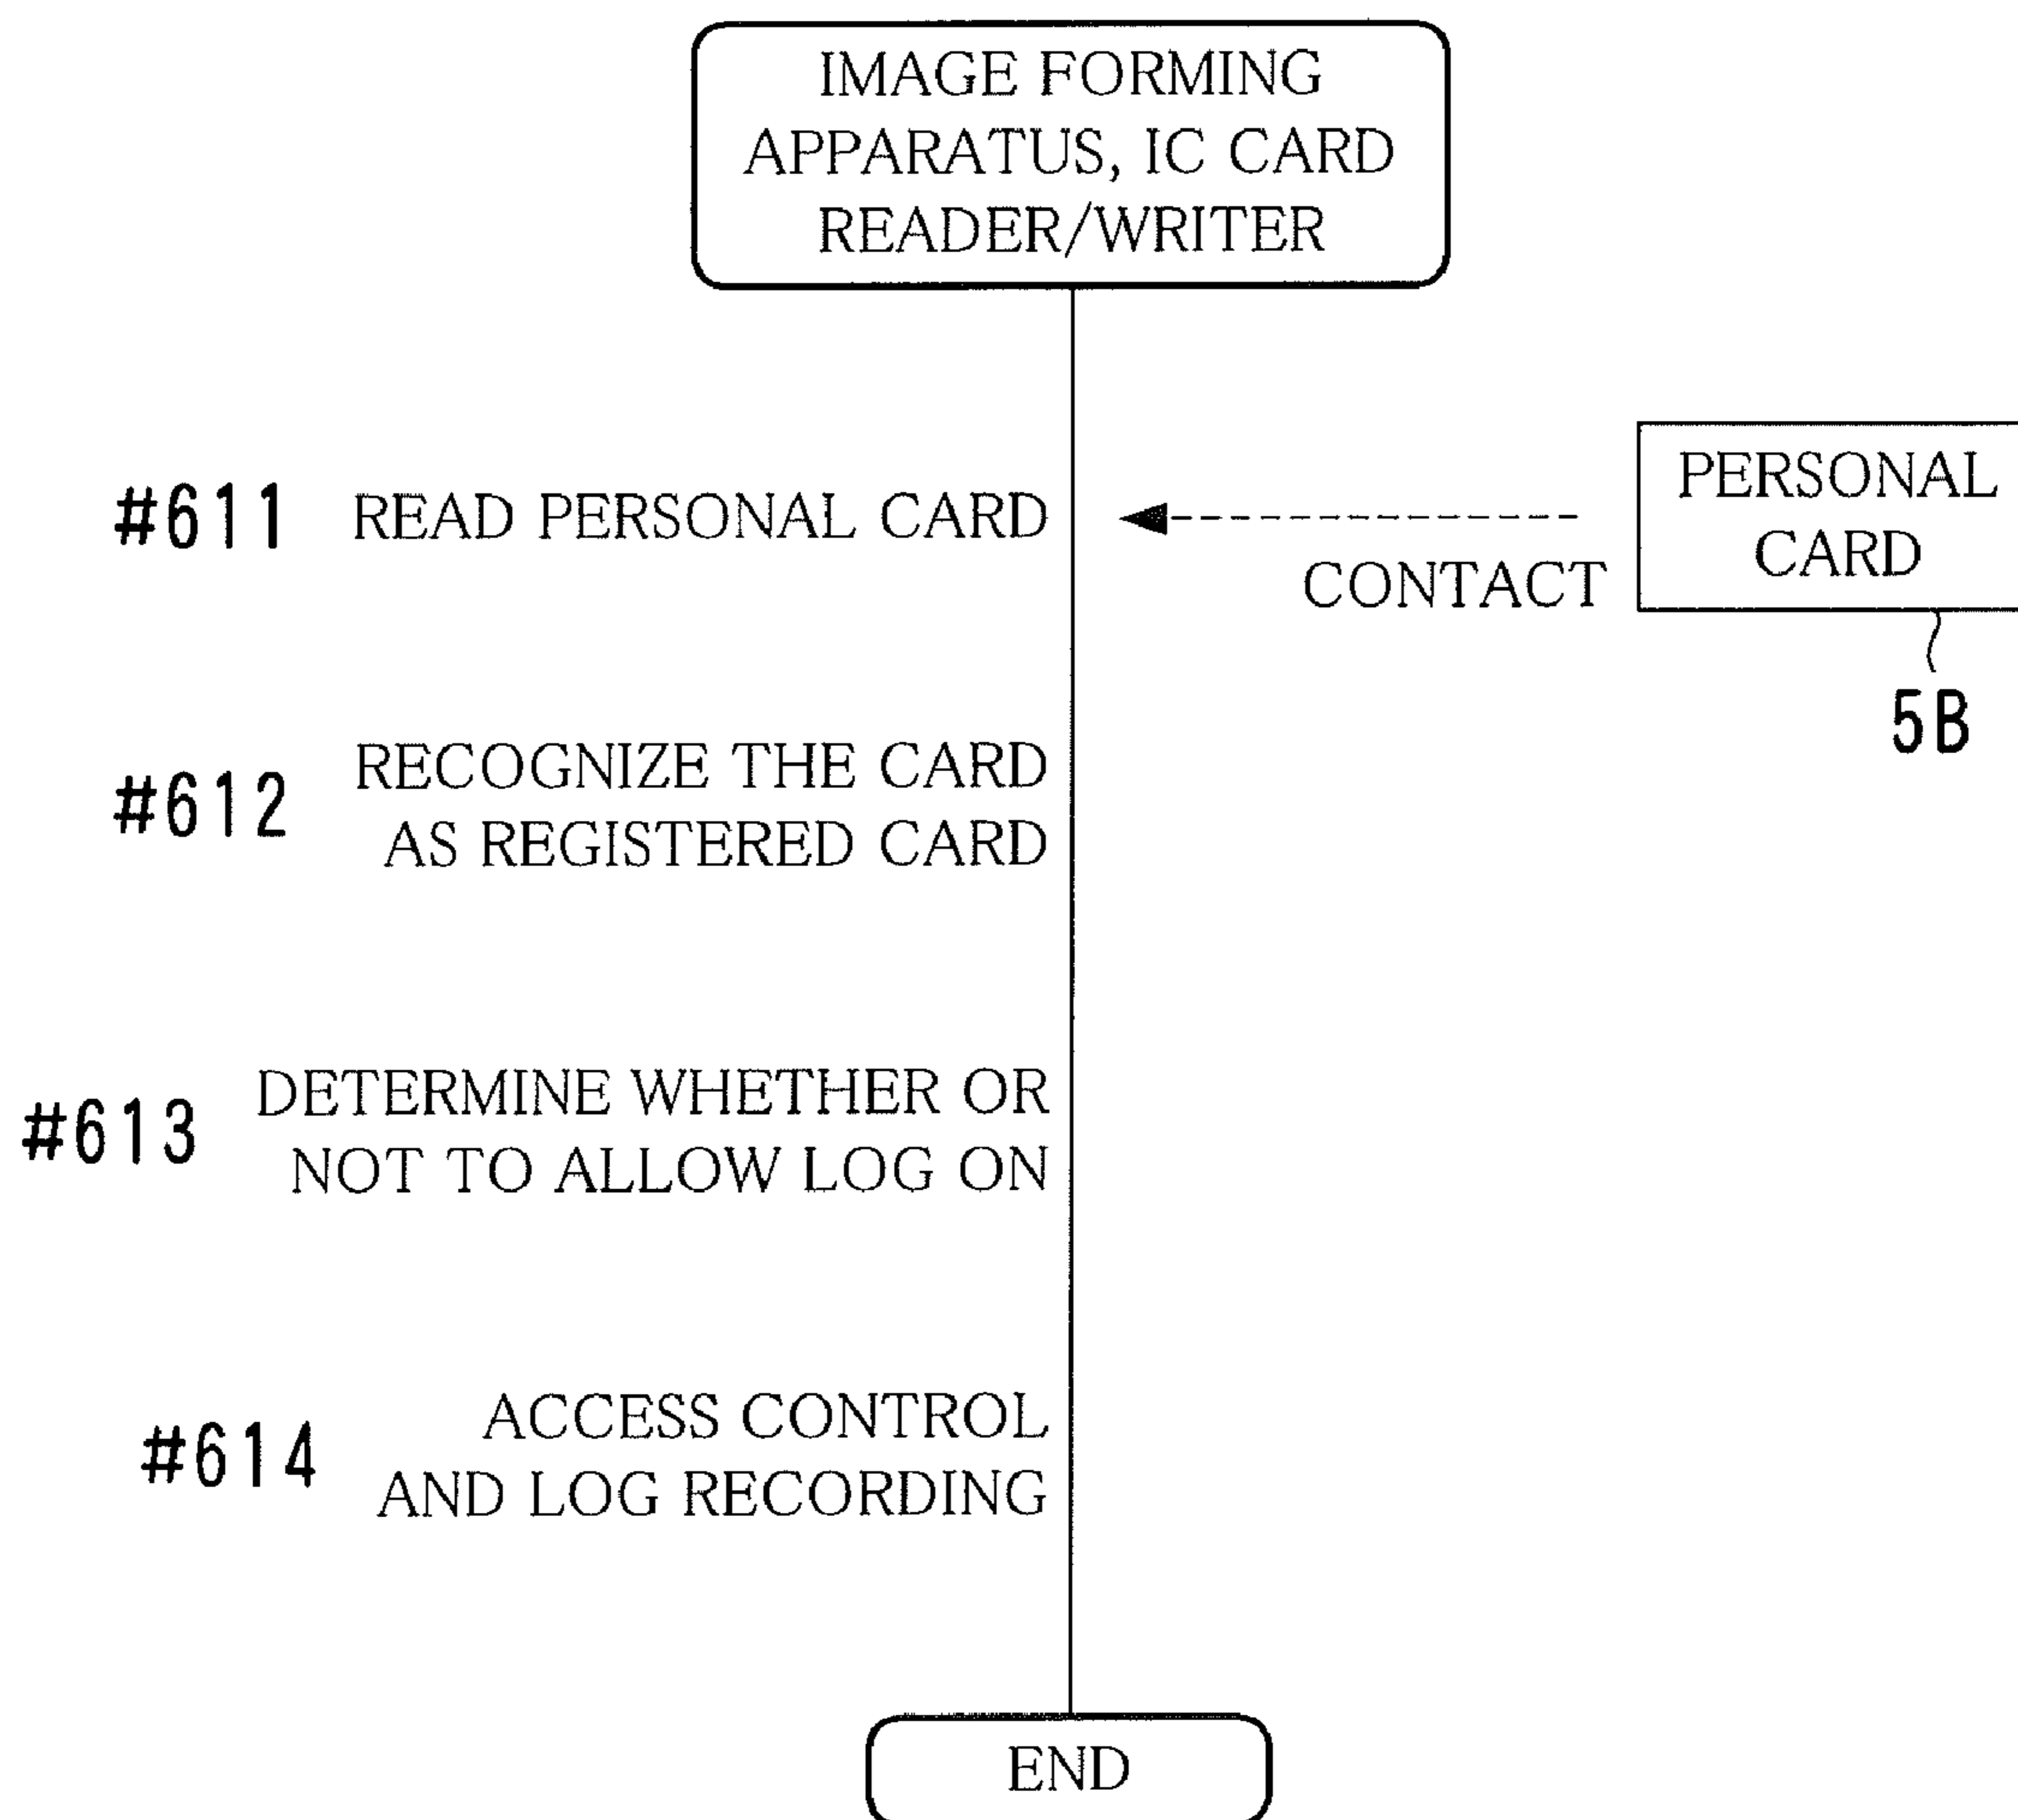 IMAGE FORMING
APPARATUS, IC CARD
READER/WRITER
#611 READ PERSONAL CARD
CONTACT
PERSONAL
CARD
5B
#612 RECOGNIZE THE CARD
AS REGISTERED CARD
#613 DETERMINE WHETHER OR
NOT TO ALLOW LOG ON
#614 ACCESS CONTROL
AND LOG RECORDING
END